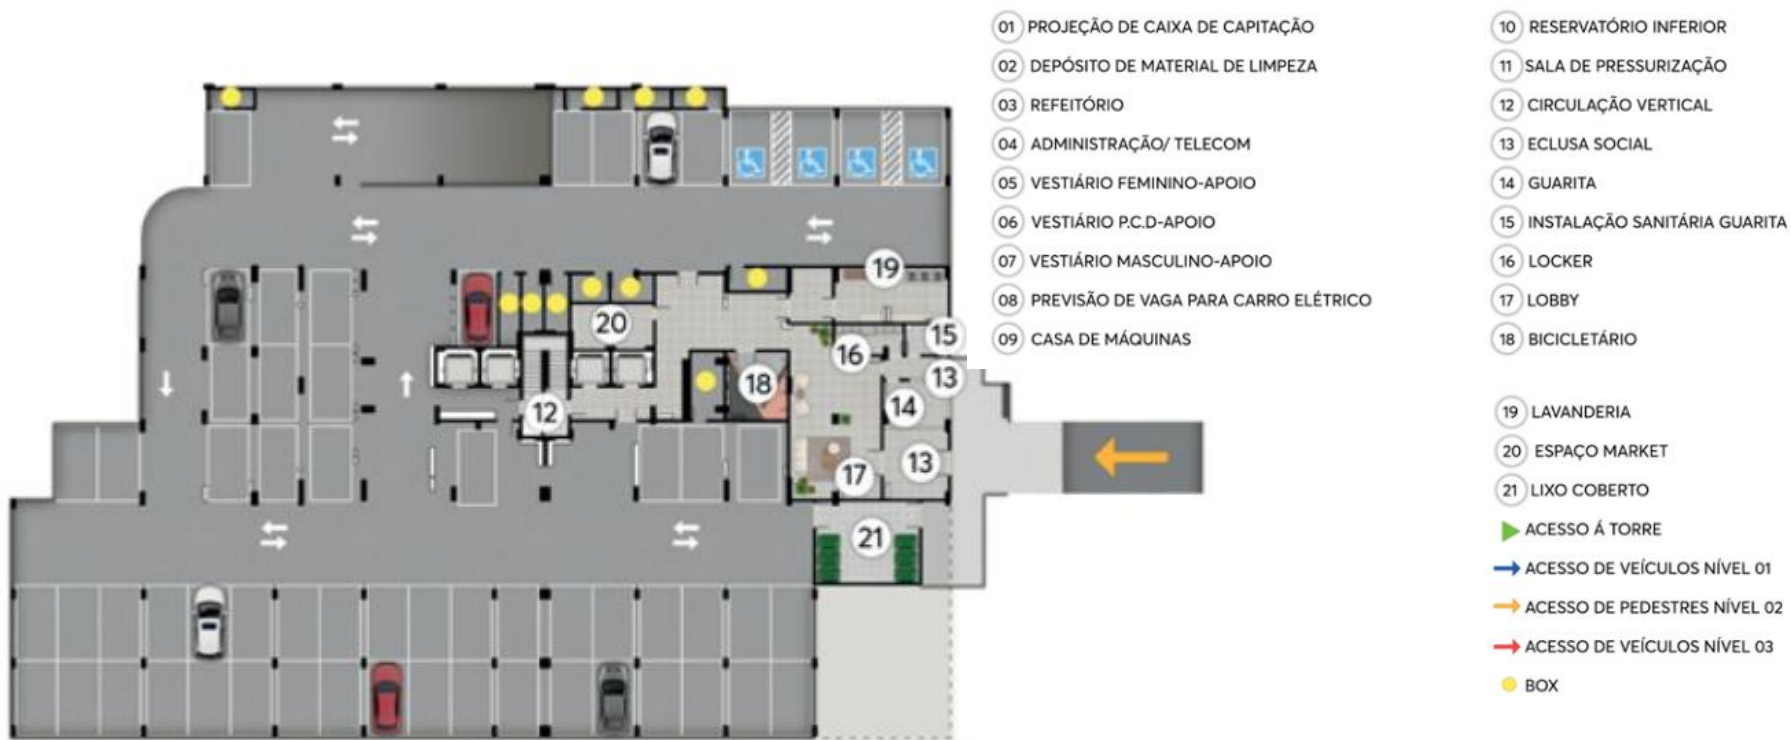 01 PROJEÇÃO DE CAIXA DE CAPITAÇÃO
02 DEPÓSITO DE MATERIAL DE LIMPEZA
03 REFEITÓRIO
04 ADMINISTRAÇÃO/ TELECOM
05 VESTIÁRIO FEMININO-APOIO
06 VESTIÁRIO P.C.D-APOIO
07 VESTIÁRIO MASCULINO-APOIO
08 PREVISÃO DE VAGA PARA CARRO ELÉTRICO
09 CASA DE MÁQUINAS
10 RESERVATÓRIO INFERIOR
11 SALA DE PRESSURIZAÇÃO
12 CIRCULAÇÃO VERTICAL
13 ECLUSA SOCIAL
14 GUARITA
15 INSTALAÇÃO SANITÁRIA GUARITA
16 LOCKER
17 LOBBY
18 BICICLETÁRIO
19 LAVANDERIA
20 ESPAÇO MARKET
21 LIXO COBERTO
ACESSO Á TORRE
ACESSO DE VEÍCULOS NÍVEL 01
ACESSO DE PEDESTRES NÍVEL 02
ACESSO DE VEÍCULOS NÍVEL 03
BOX
19
20
15
16
13
18
14
12
13
17
21